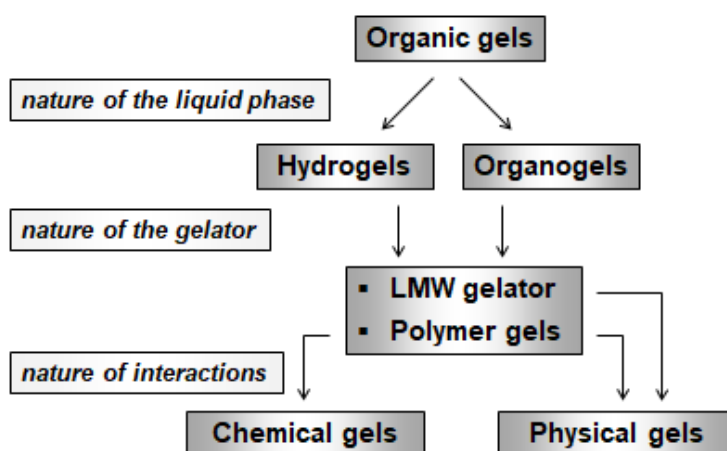 Organic gels
nature of the liquid phase
Hydrogels
Organogels
nature of the gelator
▪ LMW gelator
▪ Polymer gels
nature of interactions
Chemical gels
Physical gels